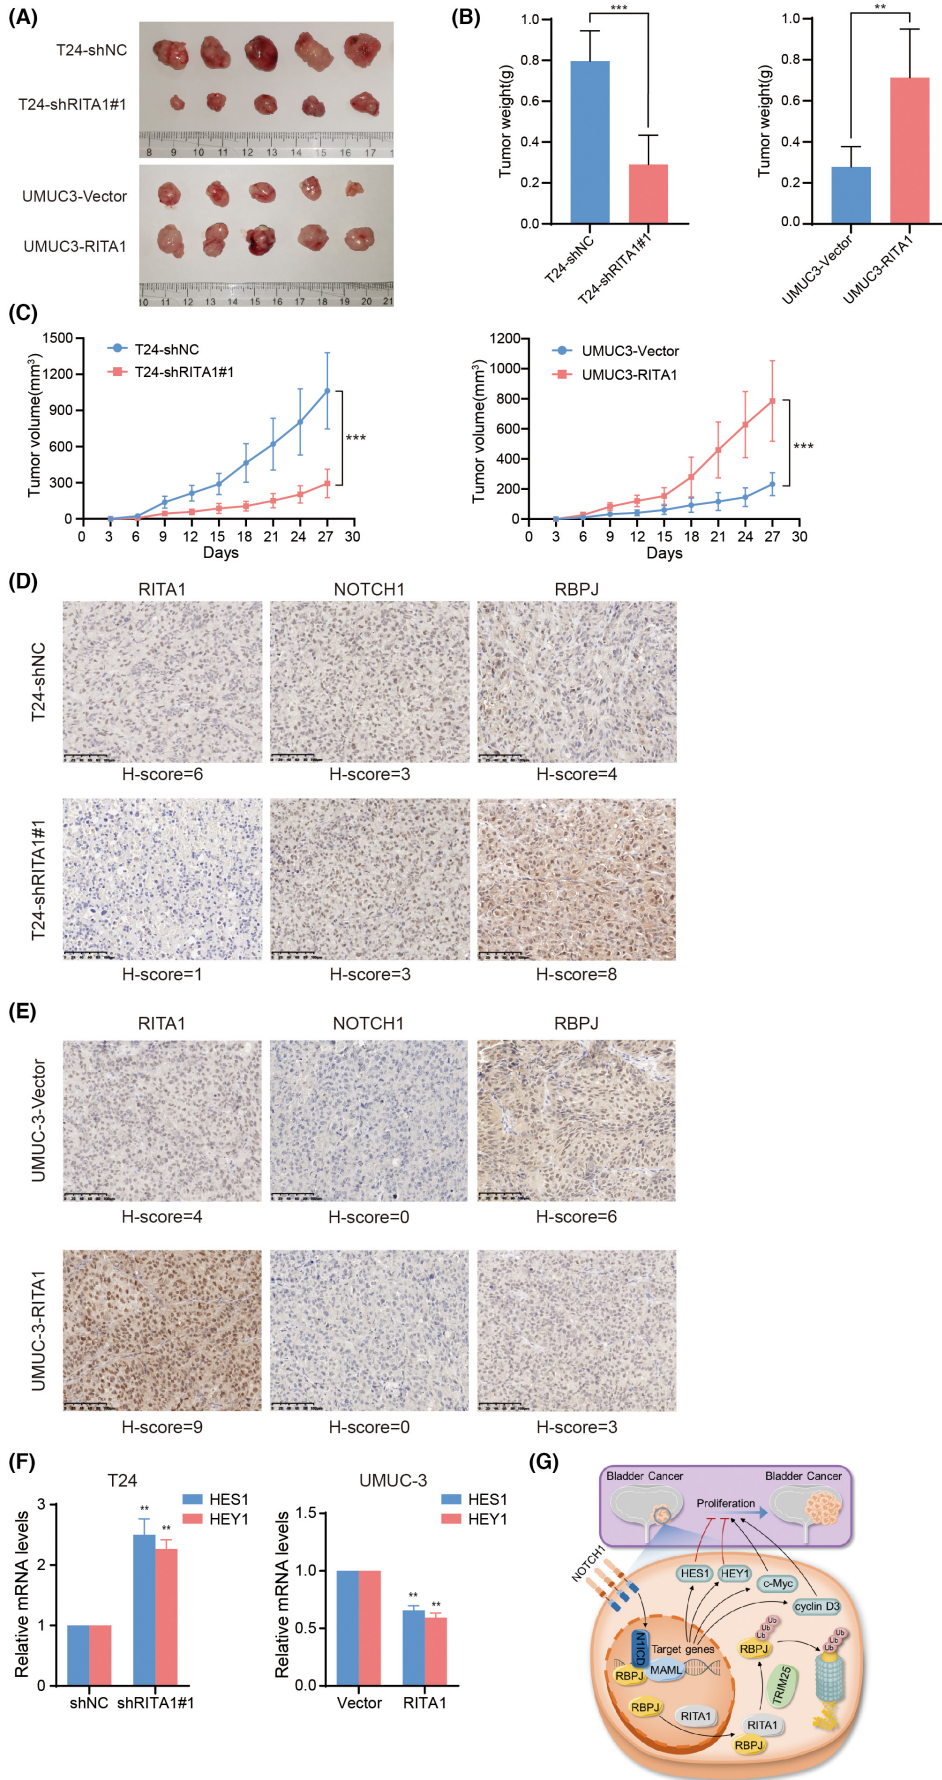 (A)
T24-shNC
T24-shRITA1#1
8 9 10 11 12 13 14 15 16 17
UMUC3-Vector
UMUC3-RITA1
10 11 12 13 14 15 16 17 18 19 20 21
(B)
***
Tumor weight(g)
0.0 0.2 0.4 0.6 0.8 1.0
T24-shNC
T24-shRITA1#1
**
Tumor weight(g)
0.0 0.2 0.4 0.6 0.8 1.0
UMUC3-Vector
UMUC3-RITA1
(C)
Tumor volume(mm³)
1500
1200
900
600
300
0
T24-shNC
T24-shRITA1#1
***
0 3 6 9 12 15 18 21 24 27 30
Days
Tumor volume(mm³)
1200
1000
800
600
400
200
0
UMUC3-Vector
UMUC3-RITA1
***
0 3 6 9 12 15 18 21 24 27 30
Days
(D)
RITA1 NOTCH1 RBPJ
T24-shNC
H-score=6 H-score=3 H-score=4
T24-shRITA1#1
H-score=1 H-score=3 H-score=8
(E)
RITA1 NOTCH1 RBPJ
UMUC-3-Vector
H-score=4 H-score=0 H-score=6
UMUC-3-RITA1
H-score=9 H-score=0 H-score=3
(F)
T24
HES1
HEY1
Relative mRNA levels
3
2
1
0
** **
shNC shRITA1#1
UMUC-3
HES1
HEY1
Relative mRNA levels
1.5
1.0
0.5
0.0
** **
Vector RITA1
(G)
Bladder Cancer Bladder Cancer
Proliferation
NOTCH1
HES1 HEY1
c-Myc
cyclin D3
N1ICD
Target genes
RBPJ MAML
Ub
Ub
Ub
RBPJ
Ub
Ub
Ub
TRIM25
RBPJ
RITA1
RITA1
RBPJ